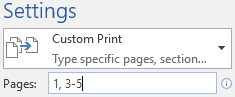 Settings
Custom Print
Type specific pages, section...
Pages: 1, 3-5